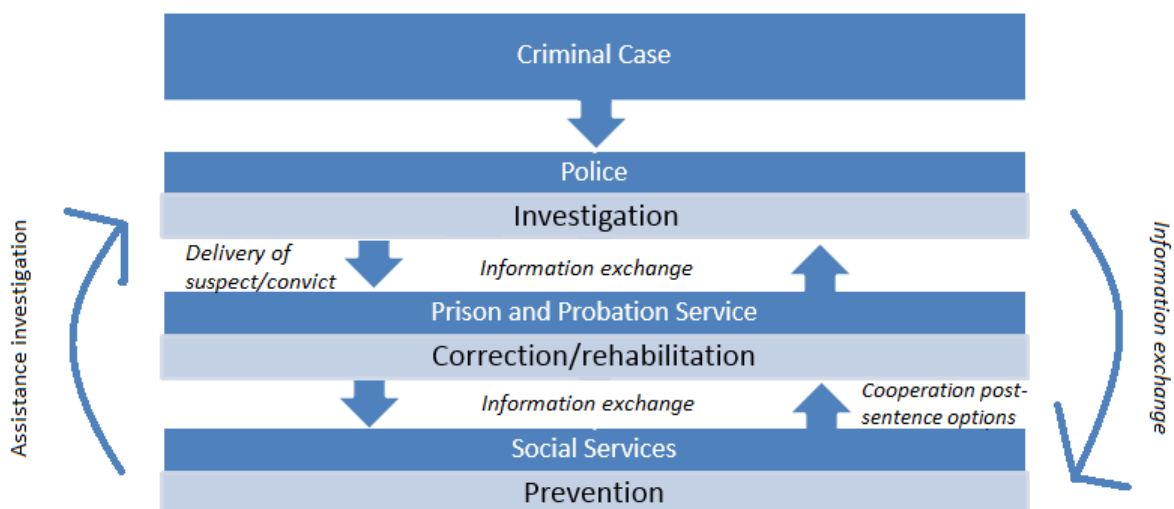 Criminal Case
Police
Investigation
Delivery of
suspect/convict
Information exchange
Prison and Probation Service
Correction/rehabilitation
Information exchange
Cooperation post-
sentence options
Social Services
Prevention
Assistance investigation
Information exchange